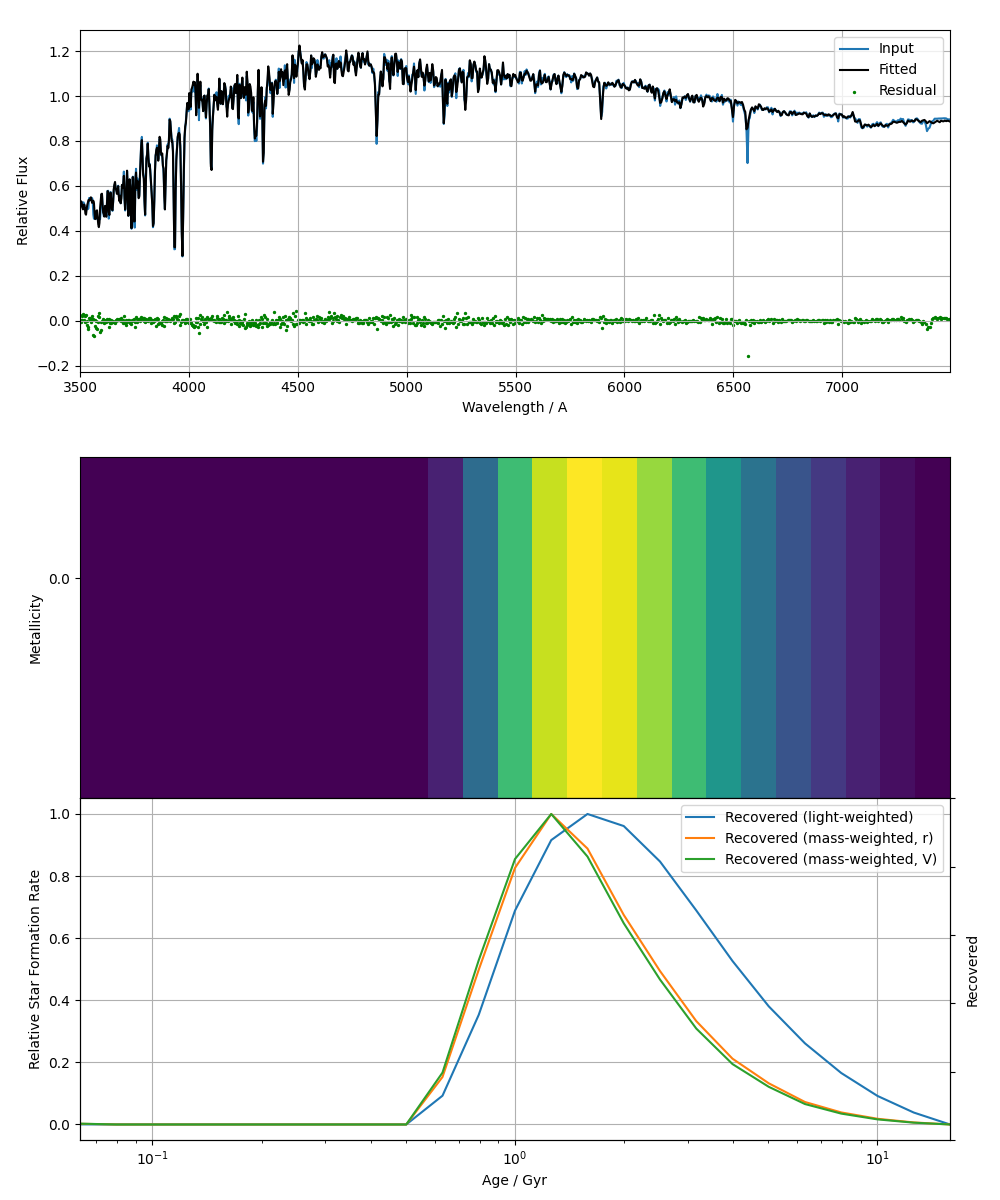 1.2
1.0
0.8
0.6
0.4
0.2
0.0
−0.2
Relative Flux
Input
Fitted
Residual
3500 4000 4500 5000 5500 6000 6500 7000
Wavelength / A
0.0
Metallicity
1.0
0.8
0.6
0.4
0.2
0.0
Relative Star Formation Rate
Recovered (light-weighted)
Recovered (mass-weighted, r)
Recovered (mass-weighted, V)
Recovered
10⁻¹ 10⁰ 10¹
Age / Gyr